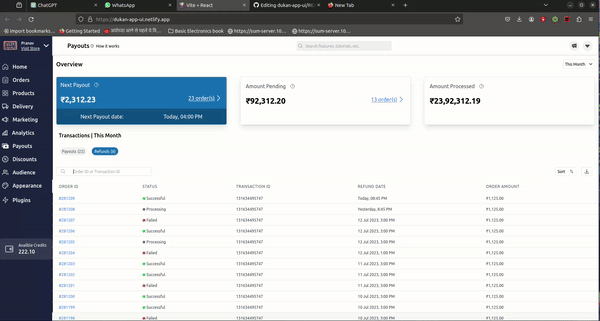 ChatGPT
WhatsApp
Vite + React
Editing dukan-app-ui/RE
New Tab
https://dukan-app-ui.netlify.app
Import bookmarks...
Getting Started
Basic Electronics book
https://ium-server.10...
https://ium-server.10...
Pranav
Visit Store
Home
Orders
Products
Delivery
Marketing
Analytics
Payouts
Discounts
Audience
Appearance
Plugins
Availible Credits
222.10
Payouts
How it works
Search features, tutorials, etc.
Overview
This Month
Next Payout
₹2,312.23
23 order(s)
Next Payout date:
Today, 04:00 PM
Amount Pending
₹92,312.20
13 order(s)
Amount Processed
₹23,92,312.19
Transactions | This Month
Payouts (22)
Refunds (6)
Order ID or Transaction ID
Sort
ORDER ID STATUS TRANSACTION ID REFUND DATE ORDER AMOUNT
#281209 Successful 131634495747 Today, 08:45 PM ₹1,125.00
#281208 Processing 131634495747 Yesterday, 8:45 PM ₹1,125.00
#281207 Failed 131634495747 12 Jul 2023, 3:00 PM ₹1,125.00
#281206 Successful 131634495747 12 Jul 2023, 3:00 PM ₹1,125.00
#281205 Processing 131634495747 12 Jul 2023, 3:00 PM ₹1,125.00
#281204 Failed 131634495747 12 Jul 2023, 1:00 PM ₹1,125.00
#281203 Successful 131634495747 11 Jul 2023, 3:00 PM ₹1,125.00
#281202 Successful 131634495747 11 Jul 2023, 3:00 PM ₹1,125.00
#281201 Failed 131634495747 11 Jul 2023, 3:00 PM ₹1,125.00
#281200 Successful 131634495747 10 Jul 2023, 3:00 PM ₹1,125.00
#281199 Successful 131634495747 10 Jul 2023, 3:00 PM ₹1,125.00
#281198 Failed 131634495747 10 Jul 2023, 3:00 PM ₹1,125.00